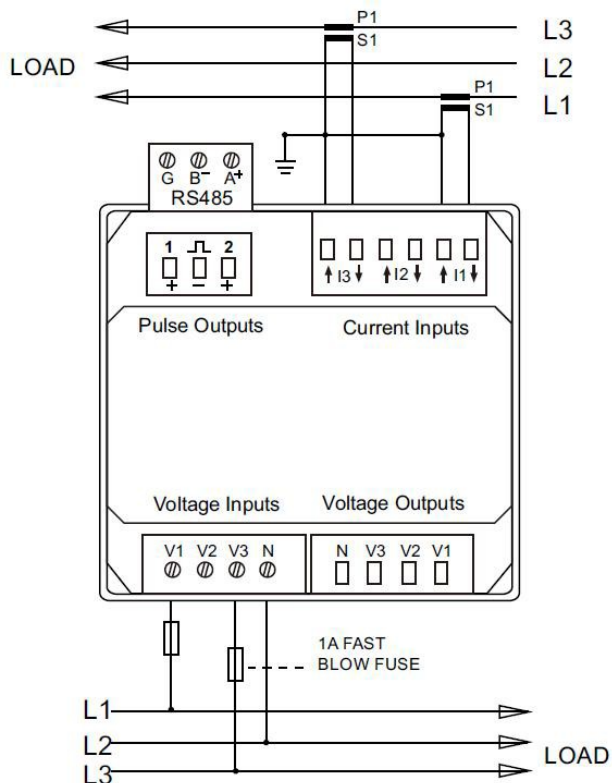 P1
L3
S1
LOAD
L2
P1
L1
S1
G B- A+
RS485
1 2
+ − +
I3 I2 I1
Pulse Outputs
Current Inputs
Voltage Inputs
Voltage Outputs
V1 V2 V3 N
N V3 V2 V1
1A FAST
BLOW FUSE
L1
L2
LOAD
L3